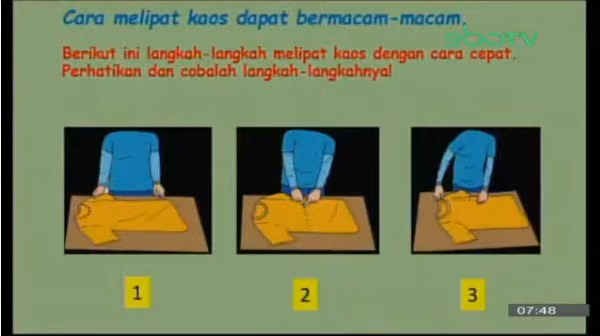 Cara melipat kaos dapat bermacam-macam.
sbotv
Berikut ini langkah-langkah melipat kaos dengan cara cepat.
Perhatikan dan cobalah langkah-langkahnya!
1
2
3
07:48